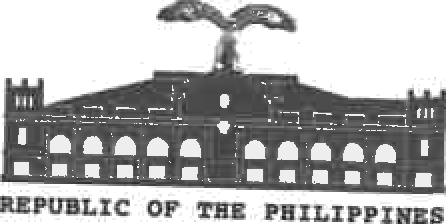 REPUBLIC OF THE PHILIPPINES